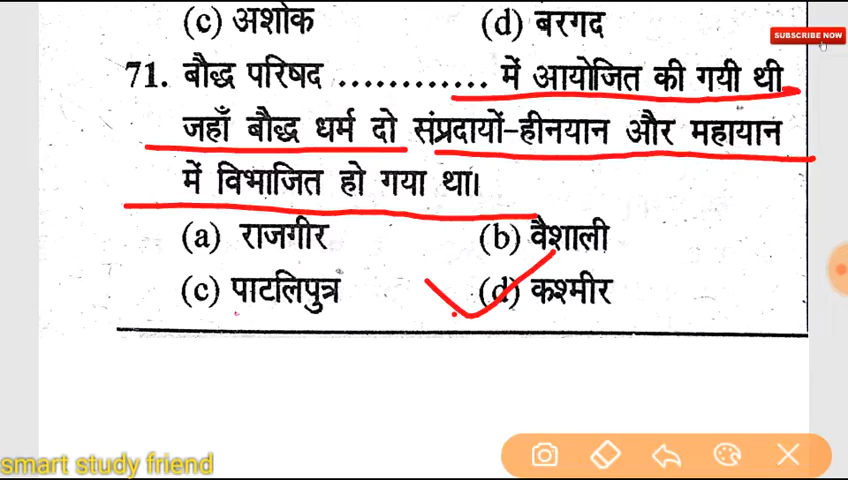 (c) अशोक (d) बरगद
SUBSCRIBE NOW
71. बौद्ध परिषद ............ में आयोजित की गयी थी
जहाँ बौद्ध धर्म दो संप्रदायों-हीनयान और महायान
में विभाजित हो गया था।
(a) राजगीर (b) वैशाली
(c) पाटलिपुत्र (d) कश्मीर
smart study friend